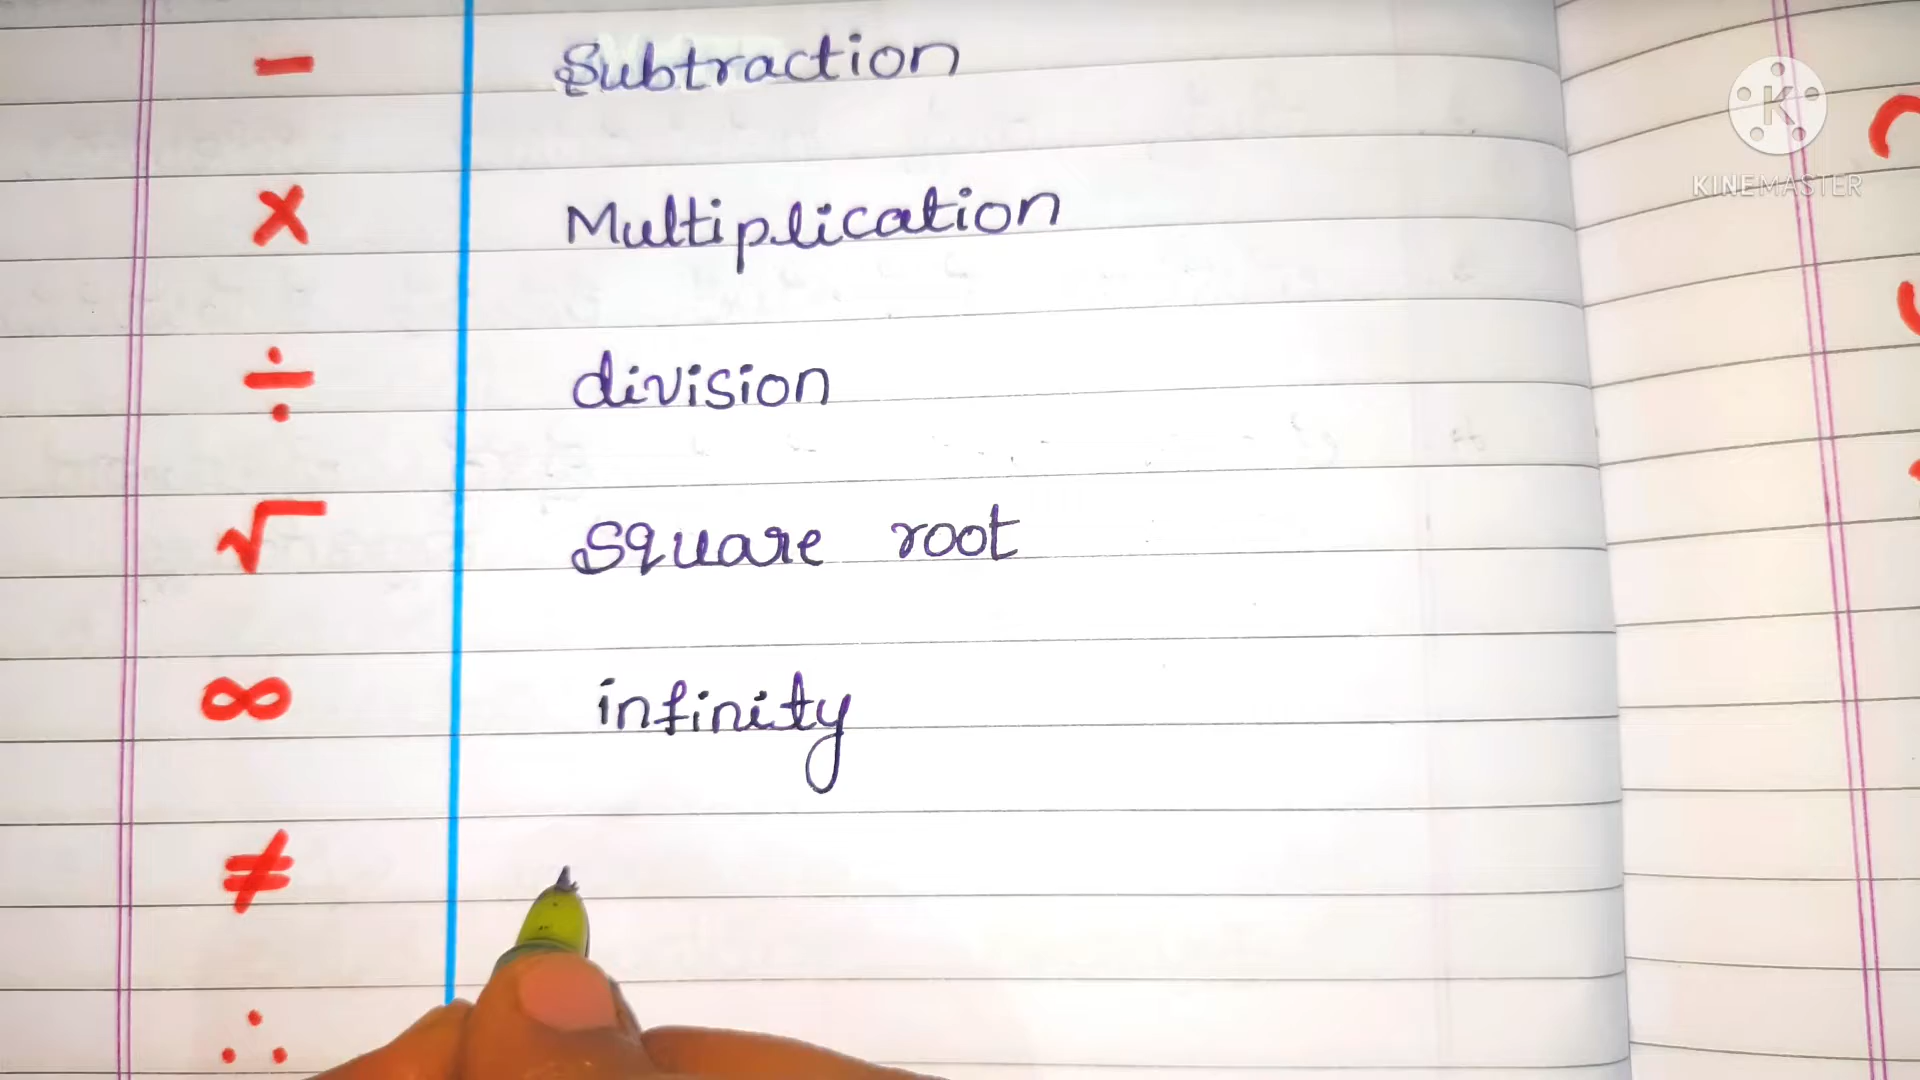 - Subtraction
× Multiplication
÷ division
√ square root
∞ infinity
≠
∴
K
KINEMASTER